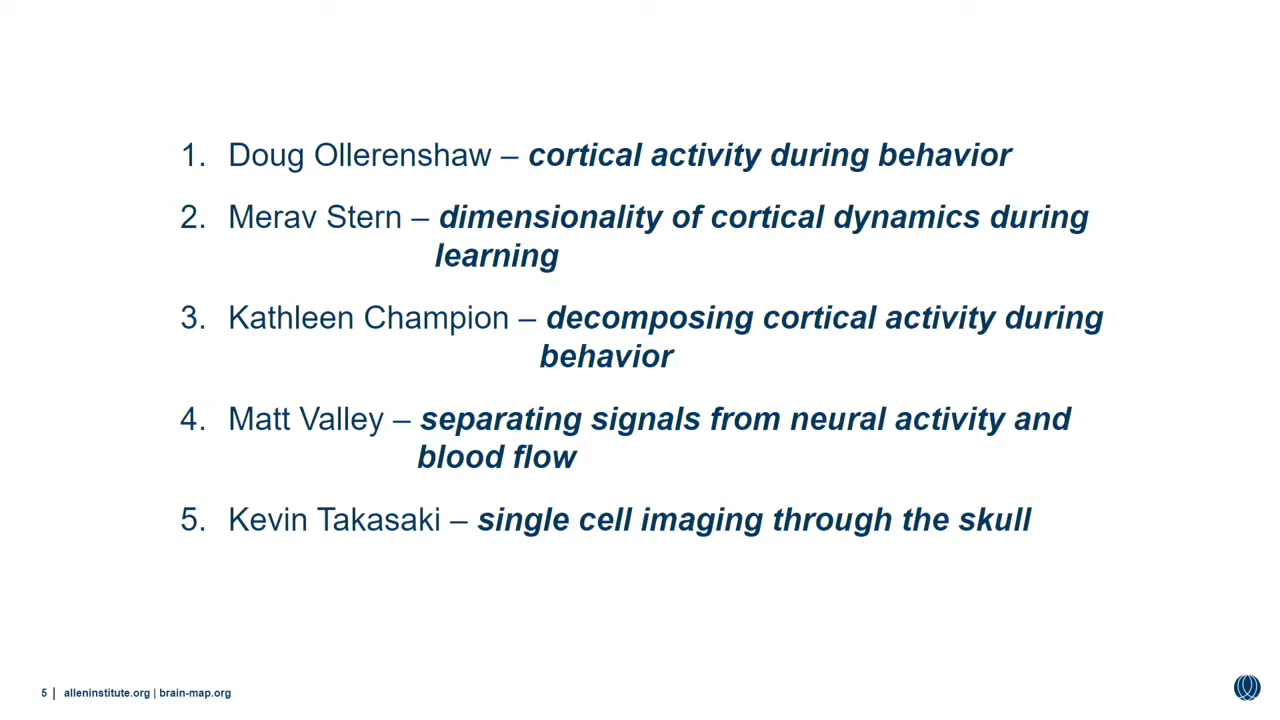 1. Doug Ollerenshaw – cortical activity during behavior
2. Merav Stern – dimensionality of cortical dynamics during
learning
3. Kathleen Champion – decomposing cortical activity during
behavior
4. Matt Valley – separating signals from neural activity and
blood flow
5. Kevin Takasaki – single cell imaging through the skull
5 | alleninstitute.org | brain-map.org